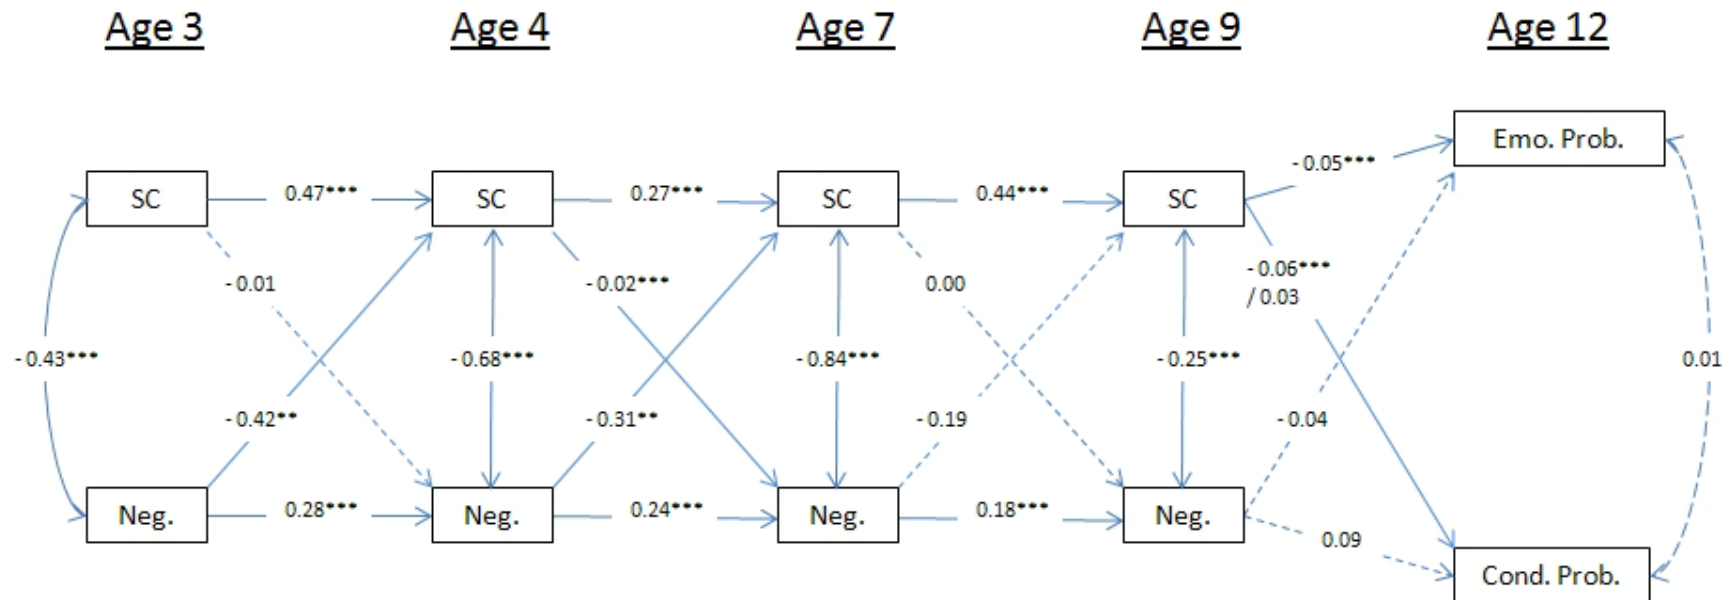 Age 3
Age 4
Age 7
Age 9
Age 12
Emo. Prob.
- 0.05***
SC
0.47***
SC
0.27***
SC
0.44***
SC
- 0.01
- 0.02***
0.00
- 0.06***
/ 0.03
- 0.43***
- 0.68***
- 0.84***
- 0.25***
0.01
- 0.42**
- 0.31**
- 0.19
- 0.04
Neg.
0.28***
Neg.
0.24***
Neg.
0.18***
Neg.
0.09
Cond. Prob.